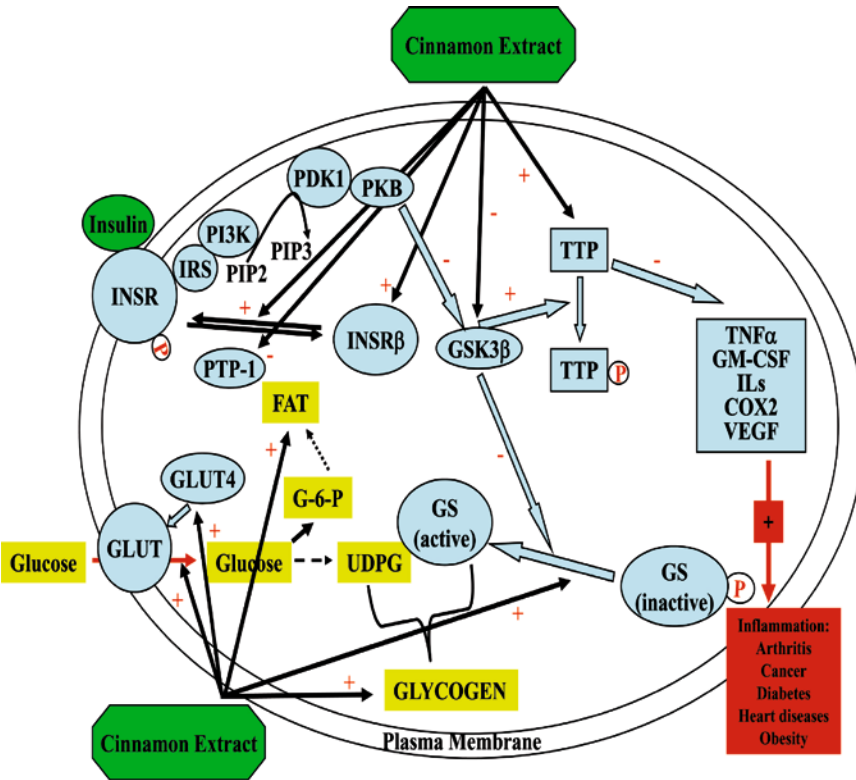 Cinnamon Extract
PDK1
PKB
+
-
Insulin
PI3K
PIP3
TTP
IRS
PIP2
-
-
INSR
+
+
+
INSRβ
GSK3β
TNFα
GM-CSF
ILs
COX2
VEGF
P
PTP-1
-
TTP
P
FAT
+
-
GLUT4
G-6-P
GS
(active)
+
+
Glucose
GLUT
Glucose
UDPG
GS
(inactive)
P
+
+
Inflammation:
Arthritis
Cancer
Diabetes
Heart diseases
Obesity
+
GLYCOGEN
Cinnamon Extract
Plasma Membrane